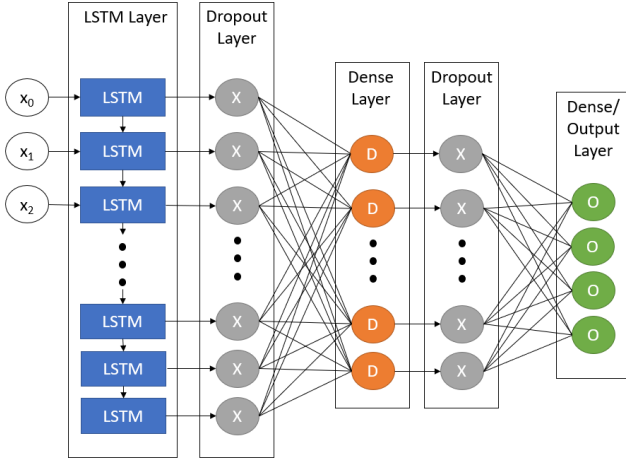 LSTM Layer
Dropout
Layer
Dense
Layer
Dropout
Layer
Dense/
Output
Layer
x0
LSTM
X
x1
LSTM
X
D
X
x2
LSTM
X
D
X
O
O
O
O
LSTM
X
D
X
LSTM
X
D
X
LSTM
X